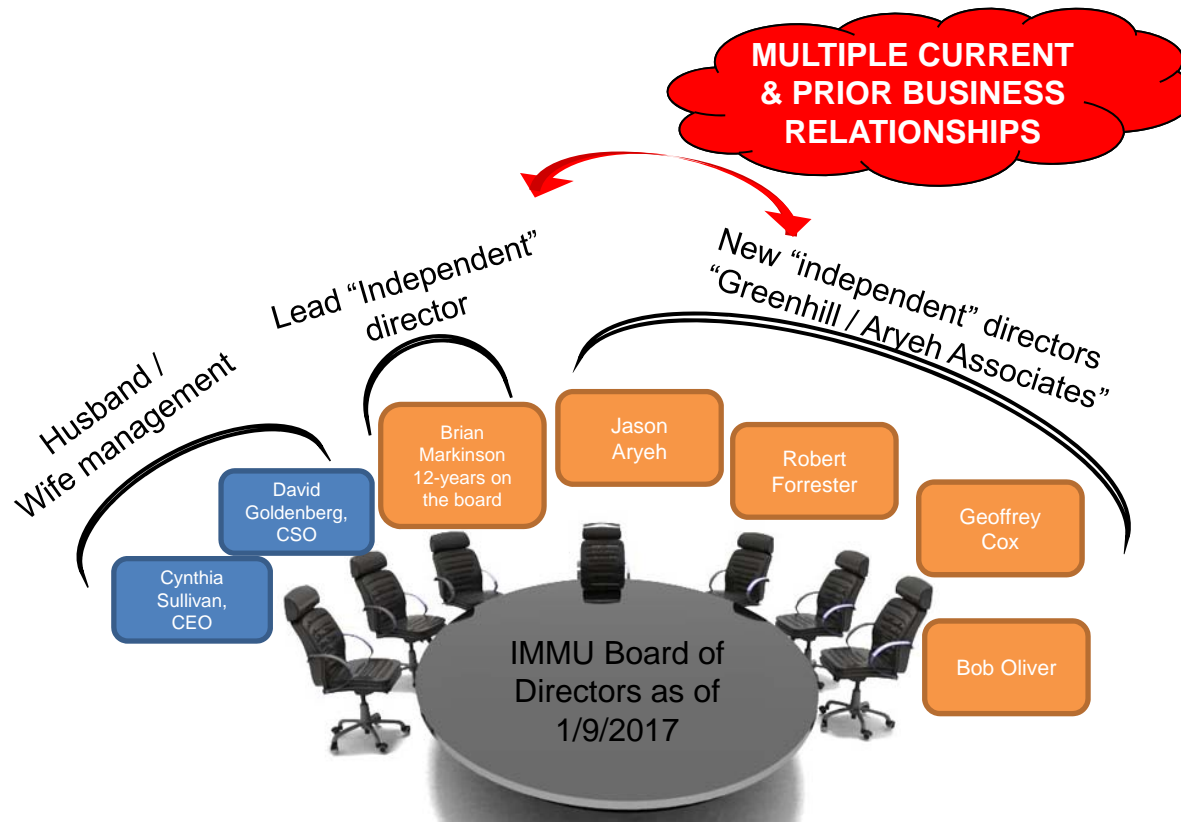 MULTIPLE CURRENT
& PRIOR BUSINESS
RELATIONSHIPS
Husband /
Wife management
Lead “Independent”
director
New “independent” directors
“Greenhill / Aryeh Associates”
Cynthia
Sullivan,
CEO
David
Goldenberg,
CSO
Brian
Markinson
12-years on
the board
Jason
Aryeh
Robert
Forrester
Geoffrey
Cox
Bob Oliver
IMMU Board of
Directors as of
1/9/2017